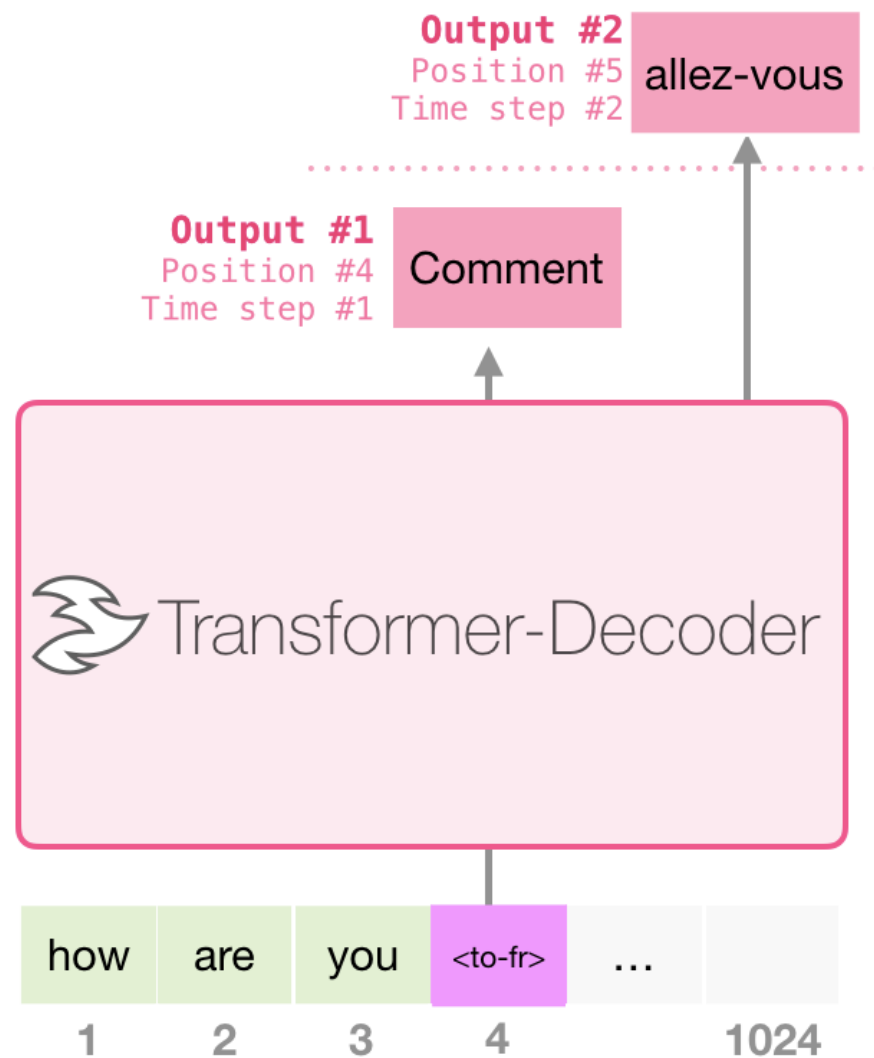 Output #2
Position #5
Time step #2
allez-vous
Output #1
Position #4
Time step #1
Comment
Transformer-Decoder
how are you <to-fr> ...
1 2 3 4 1024